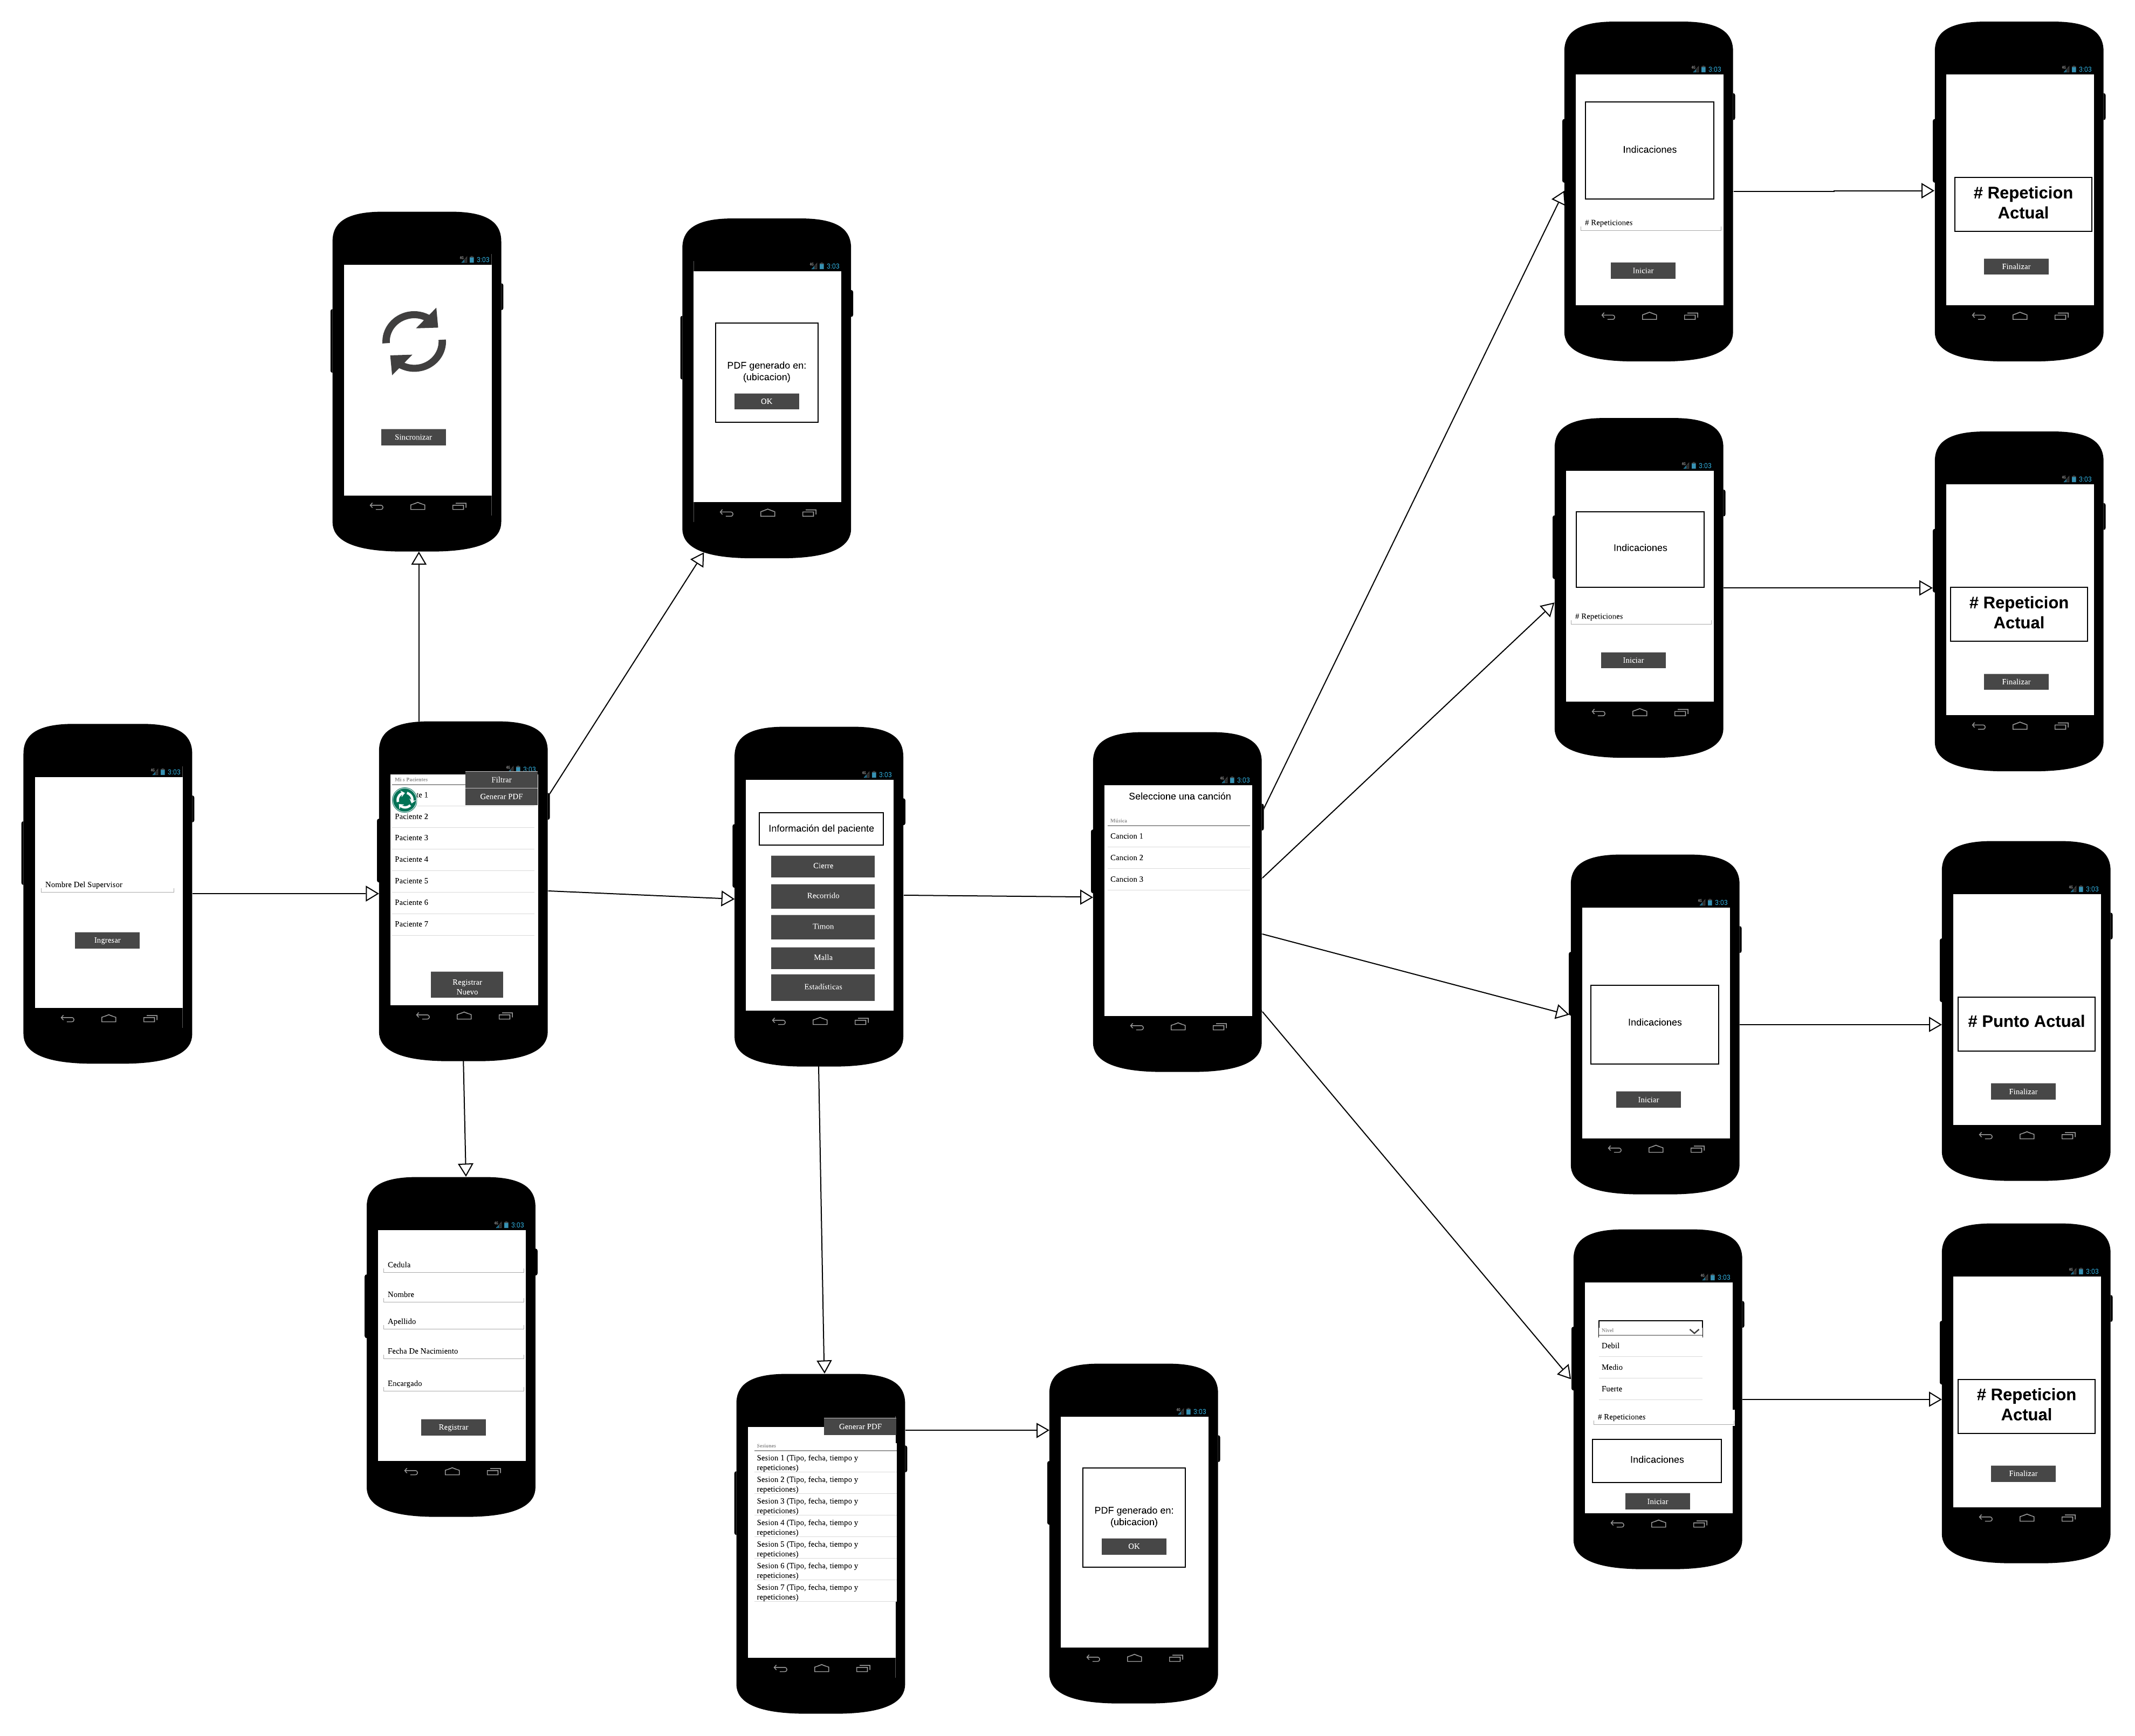 3:03
Indicaciones
# Repeticiones
Iniciar
3:03
# Repeticion
Actual
Finalizar
3:03
Sincronizar
3:03
PDF generado en:
(ubicacion)
OK
3:03
Indicaciones
# Repeticiones
Iniciar
3:03
# Repeticion
Actual
Finalizar
3:03
Nombre Del Supervisor
Ingresar
3:03
Mi s Pacientes
Filtrar
Generar PDF
te 1
Paciente 2
Paciente 3
Paciente 4
Paciente 5
Paciente 6
Paciente 7
Registrar
Nuevo
3:03
Información del paciente
Cierre
Recorrido
Timon
Malla
Estadísticas
3:03
Seleccione una canción
Música
Cancion 1
Cancion 2
Cancion 3
3:03
Indicaciones
Iniciar
3:03
# Punto Actual
Finalizar
3:03
Cedula
Nombre
Apellido
Fecha De Nacimiento
Encargado
Registrar
Generar PDF
Sesiones
Sesion 1 (Tipo, fecha, tiempo y
repeticiones)
Sesion 2 (Tipo, fecha, tiempo y
repeticiones)
Sesion 3 (Tipo, fecha, tiempo y
repeticiones)
Sesion 4 (Tipo, fecha, tiempo y
repeticiones)
Sesion 5 (Tipo, fecha, tiempo y
repeticiones)
Sesion 6 (Tipo, fecha, tiempo y
repeticiones)
Sesion 7 (Tipo, fecha, tiempo y
repeticiones)
3:03
PDF generado en:
(ubicacion)
OK
3:03
Nivel
Debil
Medio
Fuerte
# Repeticiones
Indicaciones
Iniciar
3:03
# Repeticion
Actual
Finalizar